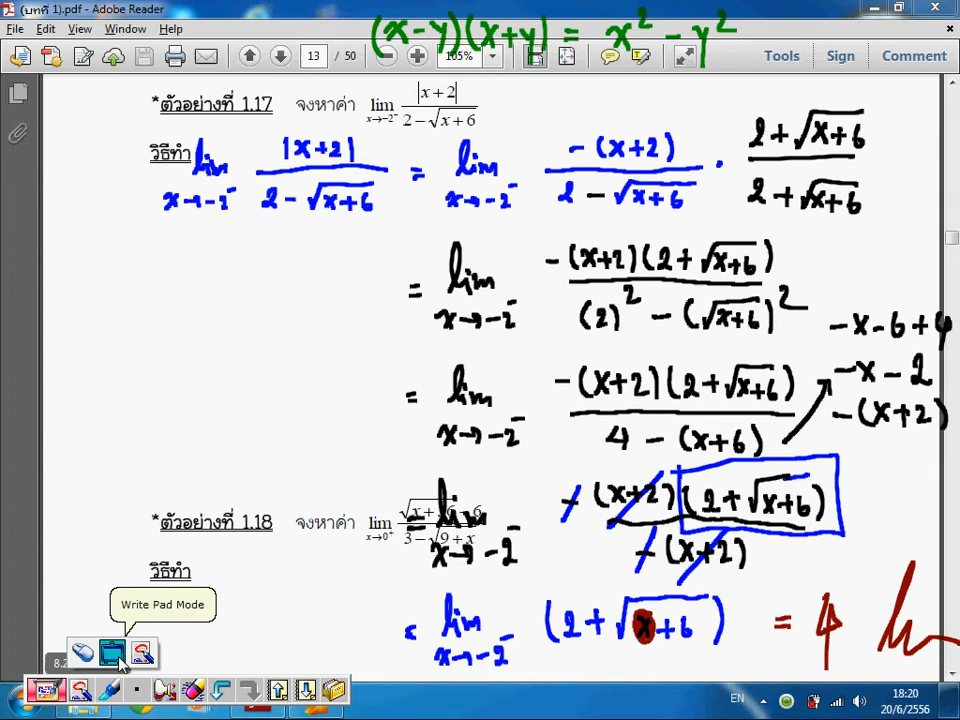 (บทที่ 1).pdf - Adobe Reader
(x-y)(x+y) = x² - y²
File Edit View Window Help
13 / 50 105% Tools Sign Comment
*ตัวอย่างที่ 1.17 จงหาค่า lim x→-2⁻ |x+2| / 2-√x+6
วิธีทำ lim x→-2⁻ |x+2| / 2-√x+6 = lim x→-2⁻ -(x+2) / 2-√x+6 · 2+√x+6 / 2+√x+6
= lim x→-2⁻ -(x+2)(2+√x+6) / (2)² - (√x+6)²
-x-6+4
= lim x→-2⁻ -(x+2)(2+√x+6) / 4-(x+6)
-x-2
-(x+2)
= lim x→-2⁻ -(x+2)(2+√x+6) / -(x+2)
*ตัวอย่างที่ 1.18 จงหาค่า lim x→0⁺
วิธีทำ
Write Pad Mode
= lim x→-2⁻ (2+√x+6) = 4
8.2
EN 18:20
20/6/2556